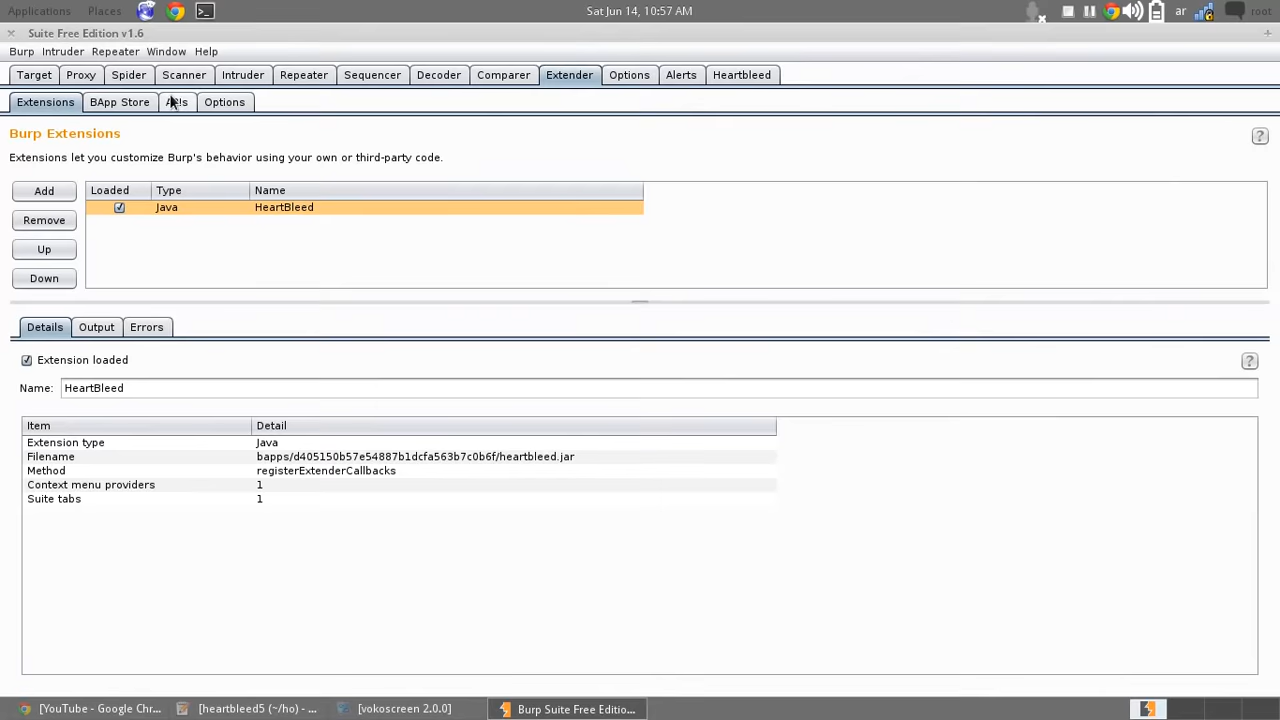 Applications Places Sat Jun 14, 10:57 AM ar root
Suite Free Edition v1.6
Burp Intruder Repeater Window Help
Target Proxy Spider Scanner Intruder Repeater Sequencer Decoder Comparer Extender Options Alerts Heartbleed
Extensions BApp Store Options
Burp Extensions
?
Extensions let you customize Burp's behavior using your own or third-party code.
Add Loaded Type Name
Java HeartBleed
Remove
Up
Down
Details Output Errors
Extension loaded
?
Name: HeartBleed
Item Detail
Extension type Java
Filename bapps/d405150b57e54887b1dcfa563b7c0b6f/heartbleed.jar
Method registerExtenderCallbacks
Context menu providers 1
Suite tabs 1
[YouTube - Google Chr... [heartbleed5 (~/ho) - ... [vokoscreen 2.0.0] Burp Suite Free Editio...